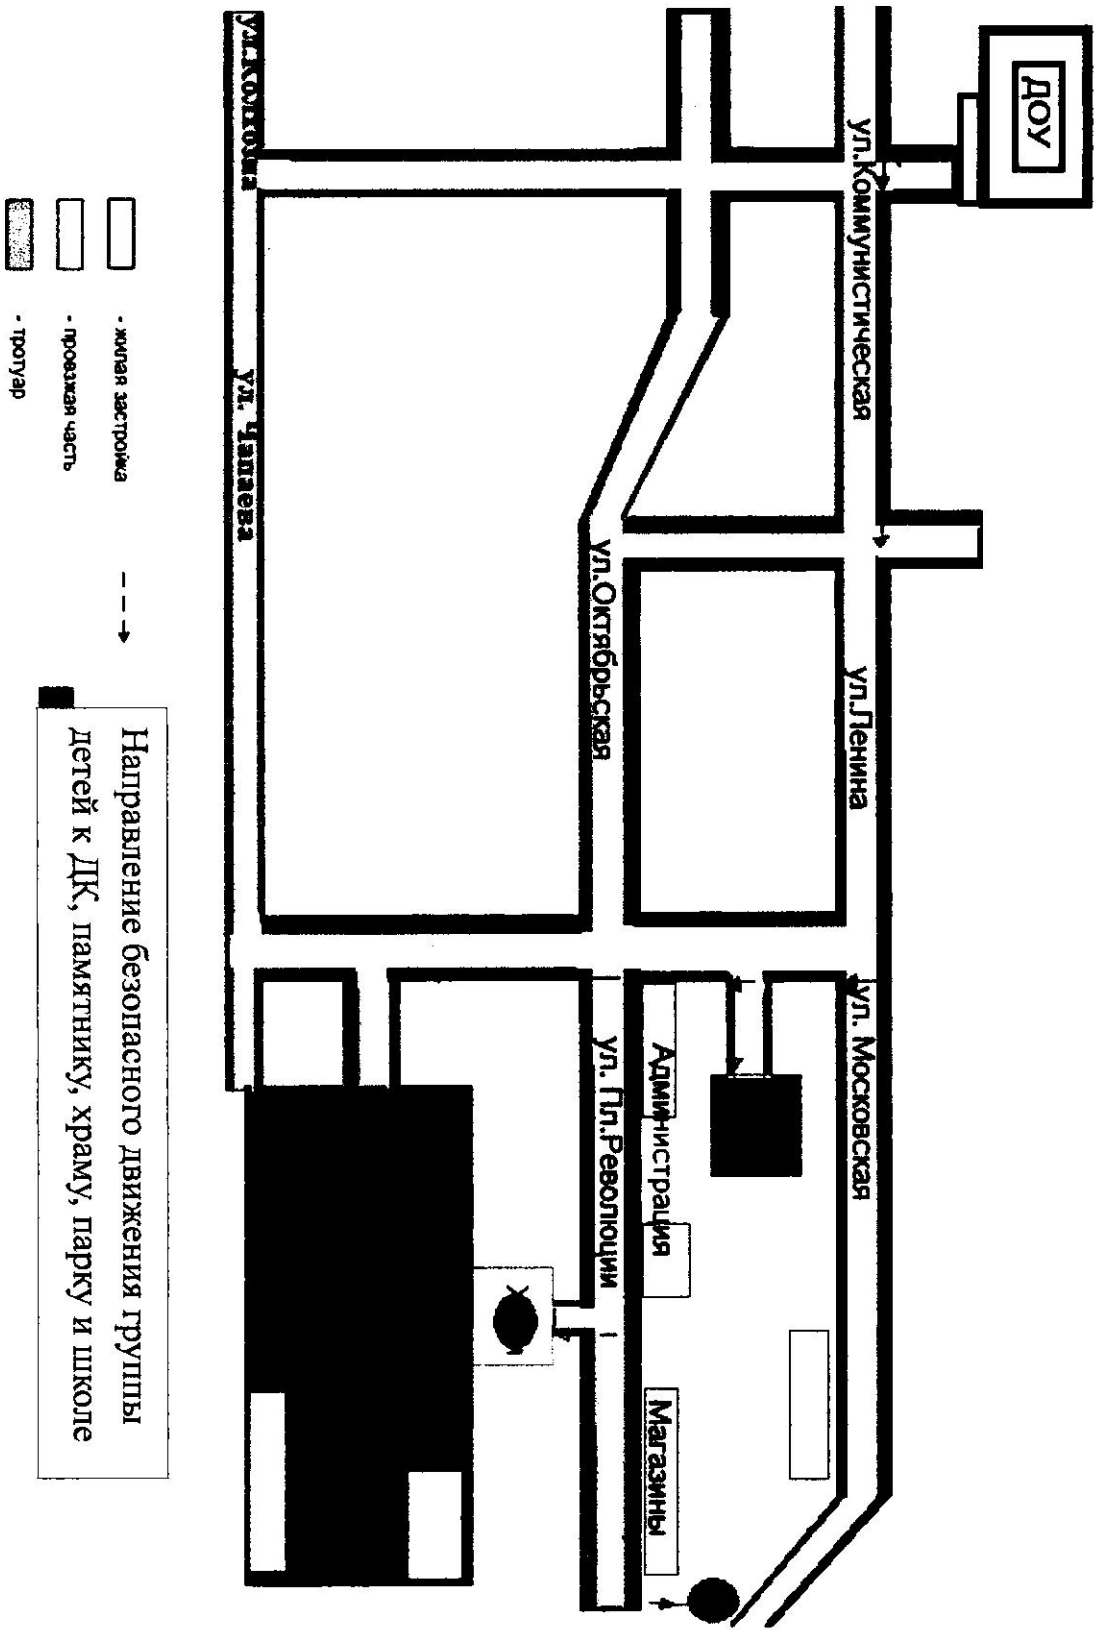 ДОУ
ул.Коммунистическая
ул.Ленина
ул. Московская
ул.Октябрьская
Администрация
ул. Пл.Революции
Магазины
ул. Чапаева
- жилая застройка
- проезжая часть
- тротуар
Направление безопасного движения группы
детей к ДК, памятнику, храму, парку и школе